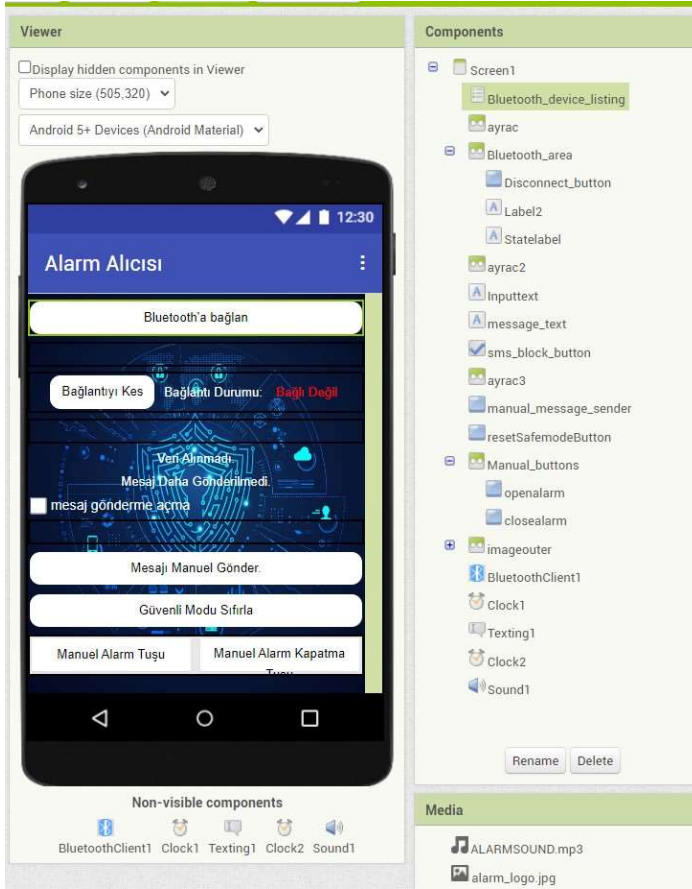 Viewer
Display hidden components in Viewer
Phone size (505,320)
Android 5+ Devices (Android Material)
12:30
Alarm Alıcısı
Bluetooth'a bağlan
Bağlantıyı Kes
Bağlantı Durumu:
Bağlı Değil
Veri Alınmadı.
Mesaj Daha Gönderilmedi.
mesaj gönderme açma
Mesajı Manuel Gönder.
Güvenli Modu Sıfırla
Manuel Alarm Tuşu
Manuel Alarm Kapatma
Tuşu
Non-visible components
BluetoothClient1 Clock1 Texting1 Clock2 Sound1
Components
Screen1
Bluetooth_device_listing
ayrac
Bluetooth_area
Disconnect_button
Label2
Statelabel
ayrac2
Inputtext
message_text
sms_block_button
ayrac3
manual_message_sender
resetSafemodeButton
Manual_buttons
openalarm
closealarm
imageouter
BluetoothClient1
Clock1
Texting1
Clock2
Sound1
Rename Delete
Media
ALARMSOUND.mp3
alarm_logo.jpg